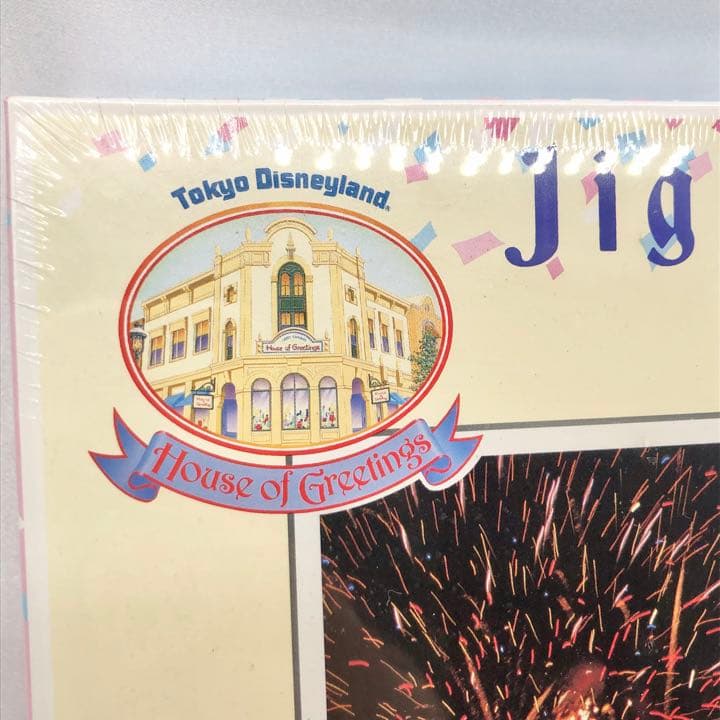 Tokyo Disneyland®
Jig
House of Greetings
House of Greetings